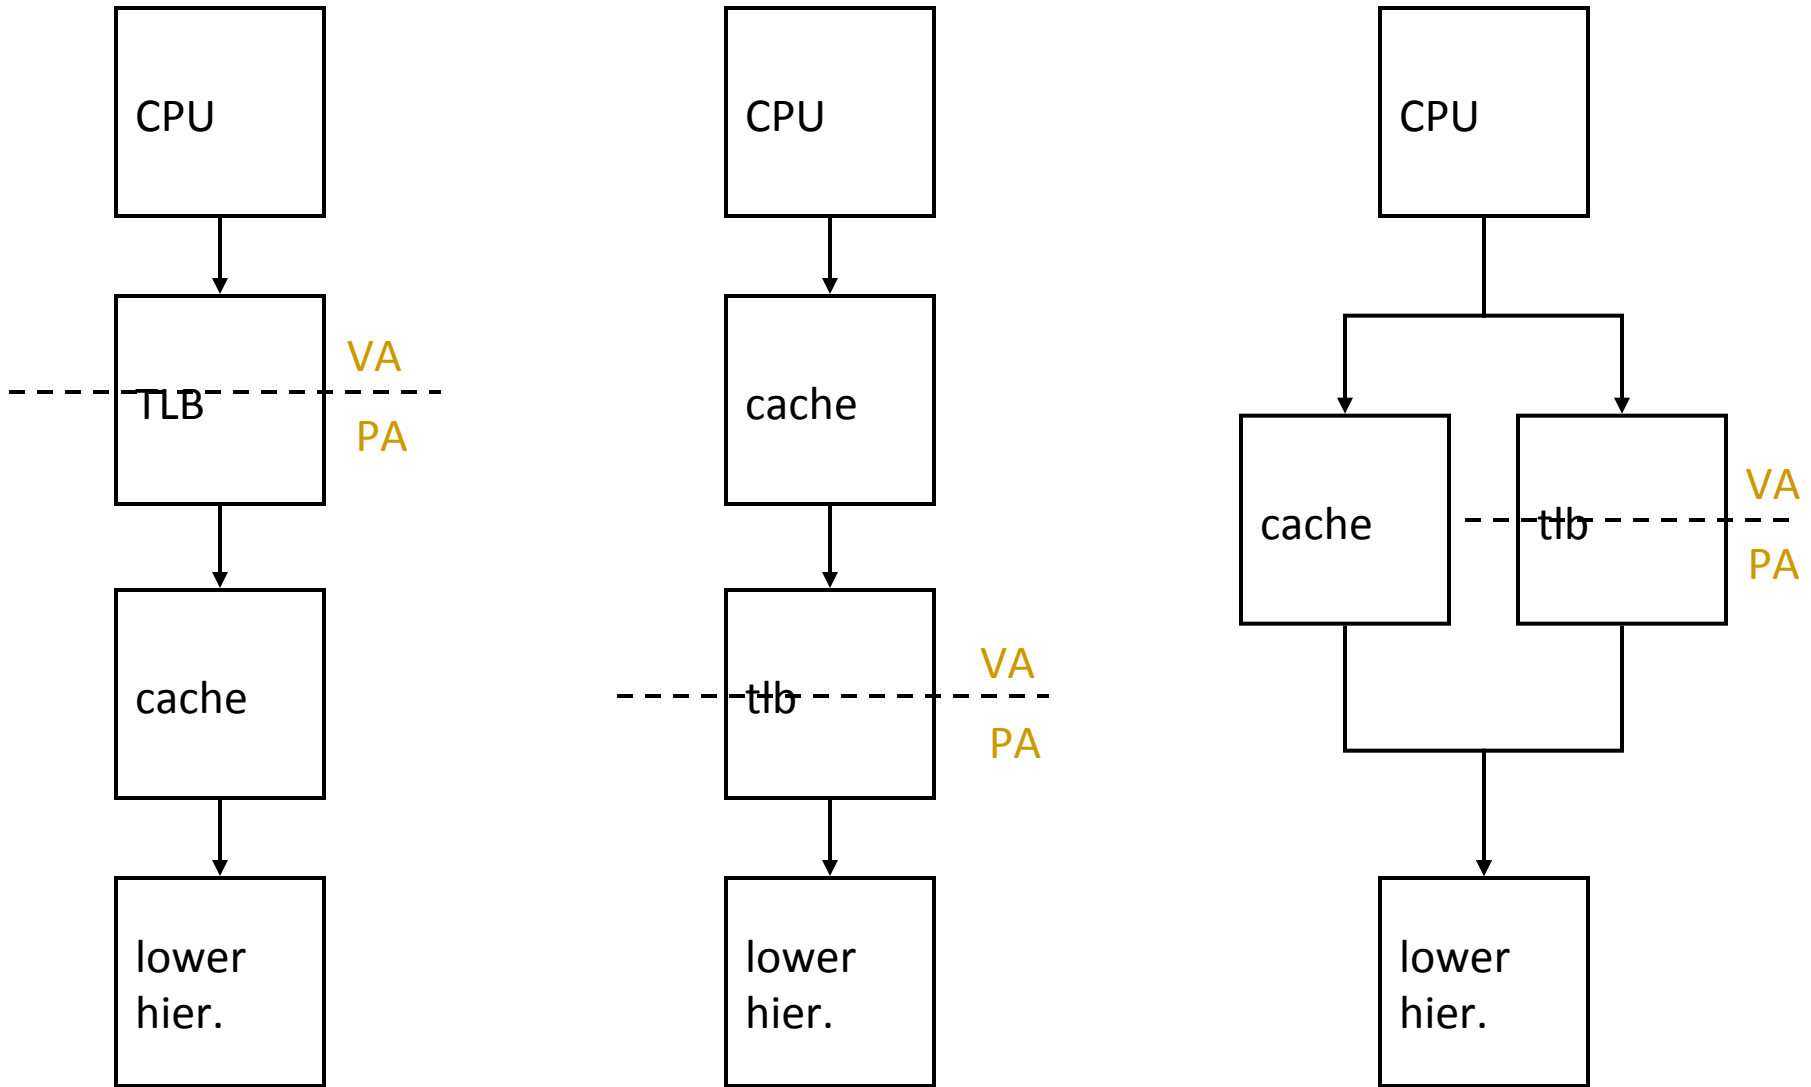 CPU
TLB
VA
PA
cache
lower
hier.
CPU
cache
tlb
VA
PA
lower
hier.
CPU
cache
tlb
VA
PA
lower
hier.